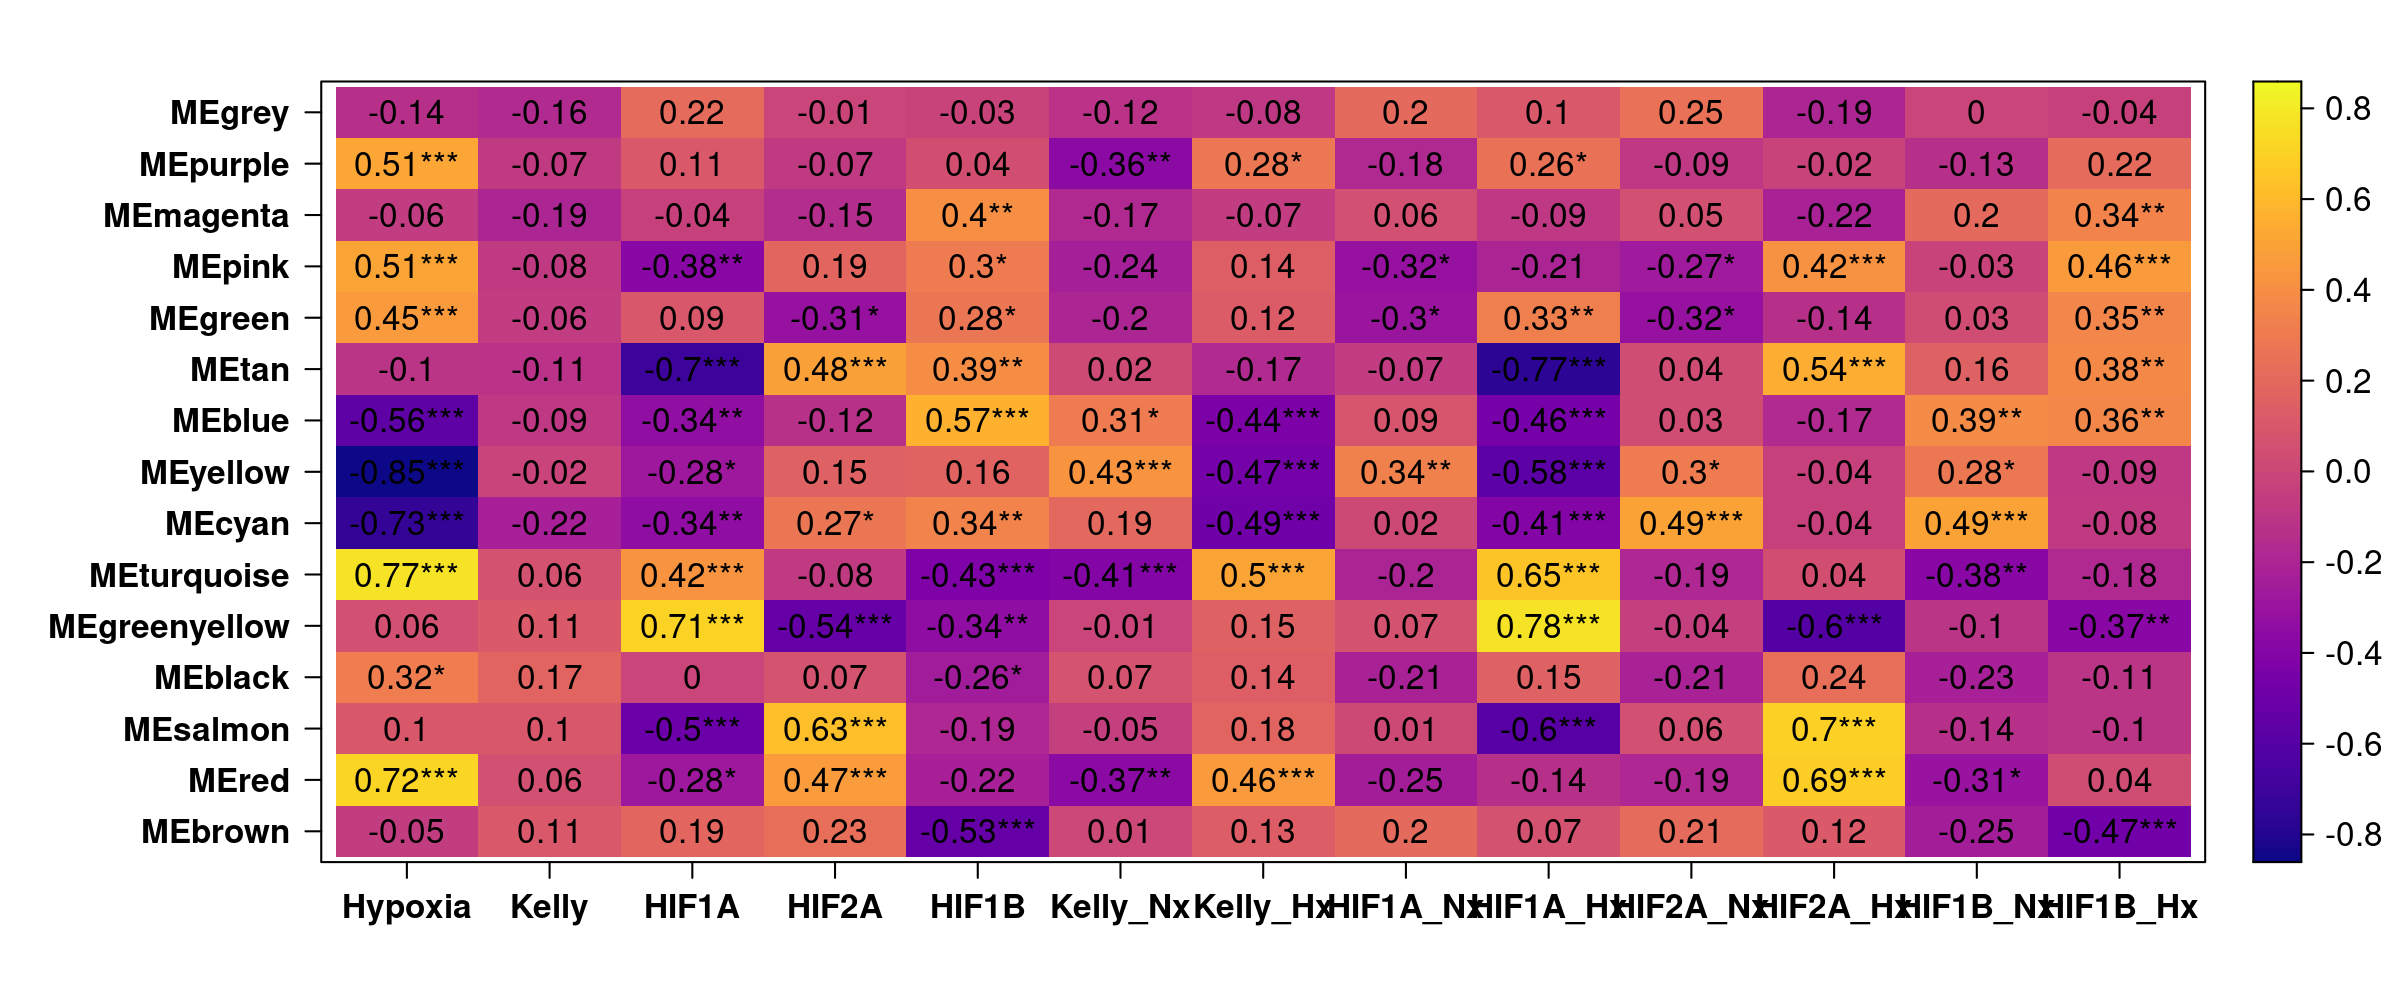 MEgrey -0.14 -0.16 0.22 -0.01 -0.03 -0.12 -0.08 0.2 0.1 0.25 -0.19 0 -0.04
MEpurple 0.51*** -0.07 0.11 -0.07 0.04 -0.36** 0.28* -0.18 0.26* -0.09 -0.02 -0.13 0.22
MEmagenta -0.06 -0.19 -0.04 -0.15 0.4** -0.17 -0.07 0.06 -0.09 0.05 -0.22 0.2 0.34**
MEpink 0.51*** -0.08 -0.38** 0.19 0.3* -0.24 0.14 -0.32* -0.21 -0.27* 0.42*** -0.03 0.46***
MEgreen 0.45*** -0.06 0.09 -0.31* 0.28* -0.2 0.12 -0.3* 0.33** -0.32* -0.14 0.03 0.35**
MEtan -0.1 -0.11 -0.7*** 0.48*** 0.39** 0.02 -0.17 -0.07 -0.77*** 0.04 0.54*** 0.16 0.38**
MEblue -0.56*** -0.09 -0.34** -0.12 0.57*** 0.31* -0.44*** 0.09 -0.46*** 0.03 -0.17 0.39** 0.36**
MEyellow -0.85*** -0.02 -0.28* 0.15 0.16 0.43*** -0.47*** 0.34** -0.58*** 0.3* -0.04 0.28* -0.09
MEcyan -0.73*** -0.22 -0.34** 0.27* 0.34** 0.19 -0.49*** 0.02 -0.41*** 0.49*** -0.04 0.49*** -0.08
MEturquoise 0.77*** 0.06 0.42*** -0.08 -0.43*** -0.41*** 0.5*** -0.2 0.65*** -0.19 0.04 -0.38** -0.18
MEgreenyellow 0.06 0.11 0.71*** -0.54*** -0.34** -0.01 0.15 0.07 0.78*** -0.04 -0.6*** -0.1 -0.37**
MEblack 0.32* 0.17 0 0.07 -0.26* 0.07 0.14 -0.21 0.15 -0.21 0.24 -0.23 -0.11
MEsalmon 0.1 0.1 -0.5*** 0.63*** -0.19 -0.05 0.18 0.01 -0.6*** 0.06 0.7*** -0.14 -0.1
MEred 0.72*** 0.06 -0.28* 0.47*** -0.22 -0.37** 0.46*** -0.25 -0.14 -0.19 0.69*** -0.31* 0.04
MEbrown -0.05 0.11 0.19 0.23 -0.53*** 0.01 0.13 0.2 0.07 0.21 0.12 -0.25 -0.47***
Hypoxia Kelly HIF1A HIF2A HIF1B Kelly_Nx Kelly_Hx HIF1A_Nx HIF1A_Hx HIF2A_Nx HIF2A_Hx HIF1B_Nx HIF1B_Hx
0.8
0.6
0.4
0.2
0.0
-0.2
-0.4
-0.6
-0.8